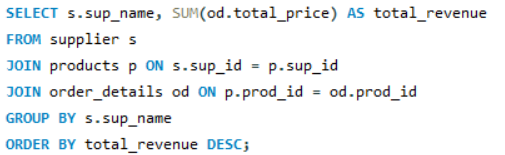 SELECT s.sup_name, SUM(od.total_price) AS total_revenue
FROM supplier s
JOIN products p ON s.sup_id = p.sup_id
JOIN order_details od ON p.prod_id = od.prod_id
GROUP BY s.sup_name
ORDER BY total_revenue DESC;